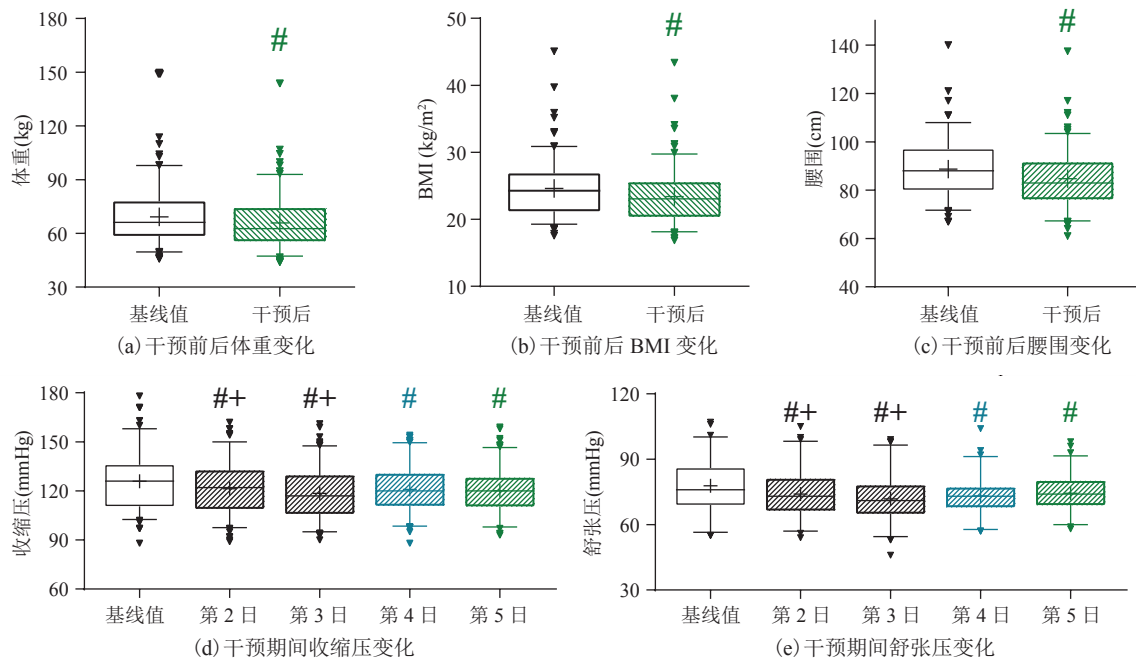 180
150
120
90
60
30
体重(kg)
#
基线值
干预后
(a)干预前后体重变化
50
40
30
20
10
BMI (kg/m²)
#
基线值
干预后
(b)干预前后 BMI 变化
140
120
100
80
60
40
腰围(cm)
#
基线值
干预后
(c)干预前后腰围变化
180
150
120
90
60
收缩压(mmHg)
#+
#+
#
#
基线值
第 2 日
第 3 日
第 4 日
第 5 日
(d)干预期间收缩压变化
120
90
60
30
舒张压(mmHg)
#+
#+
#
#
基线值
第 2 日
第 3 日
第 4 日
第 5 日
(e)干预期间舒张压变化